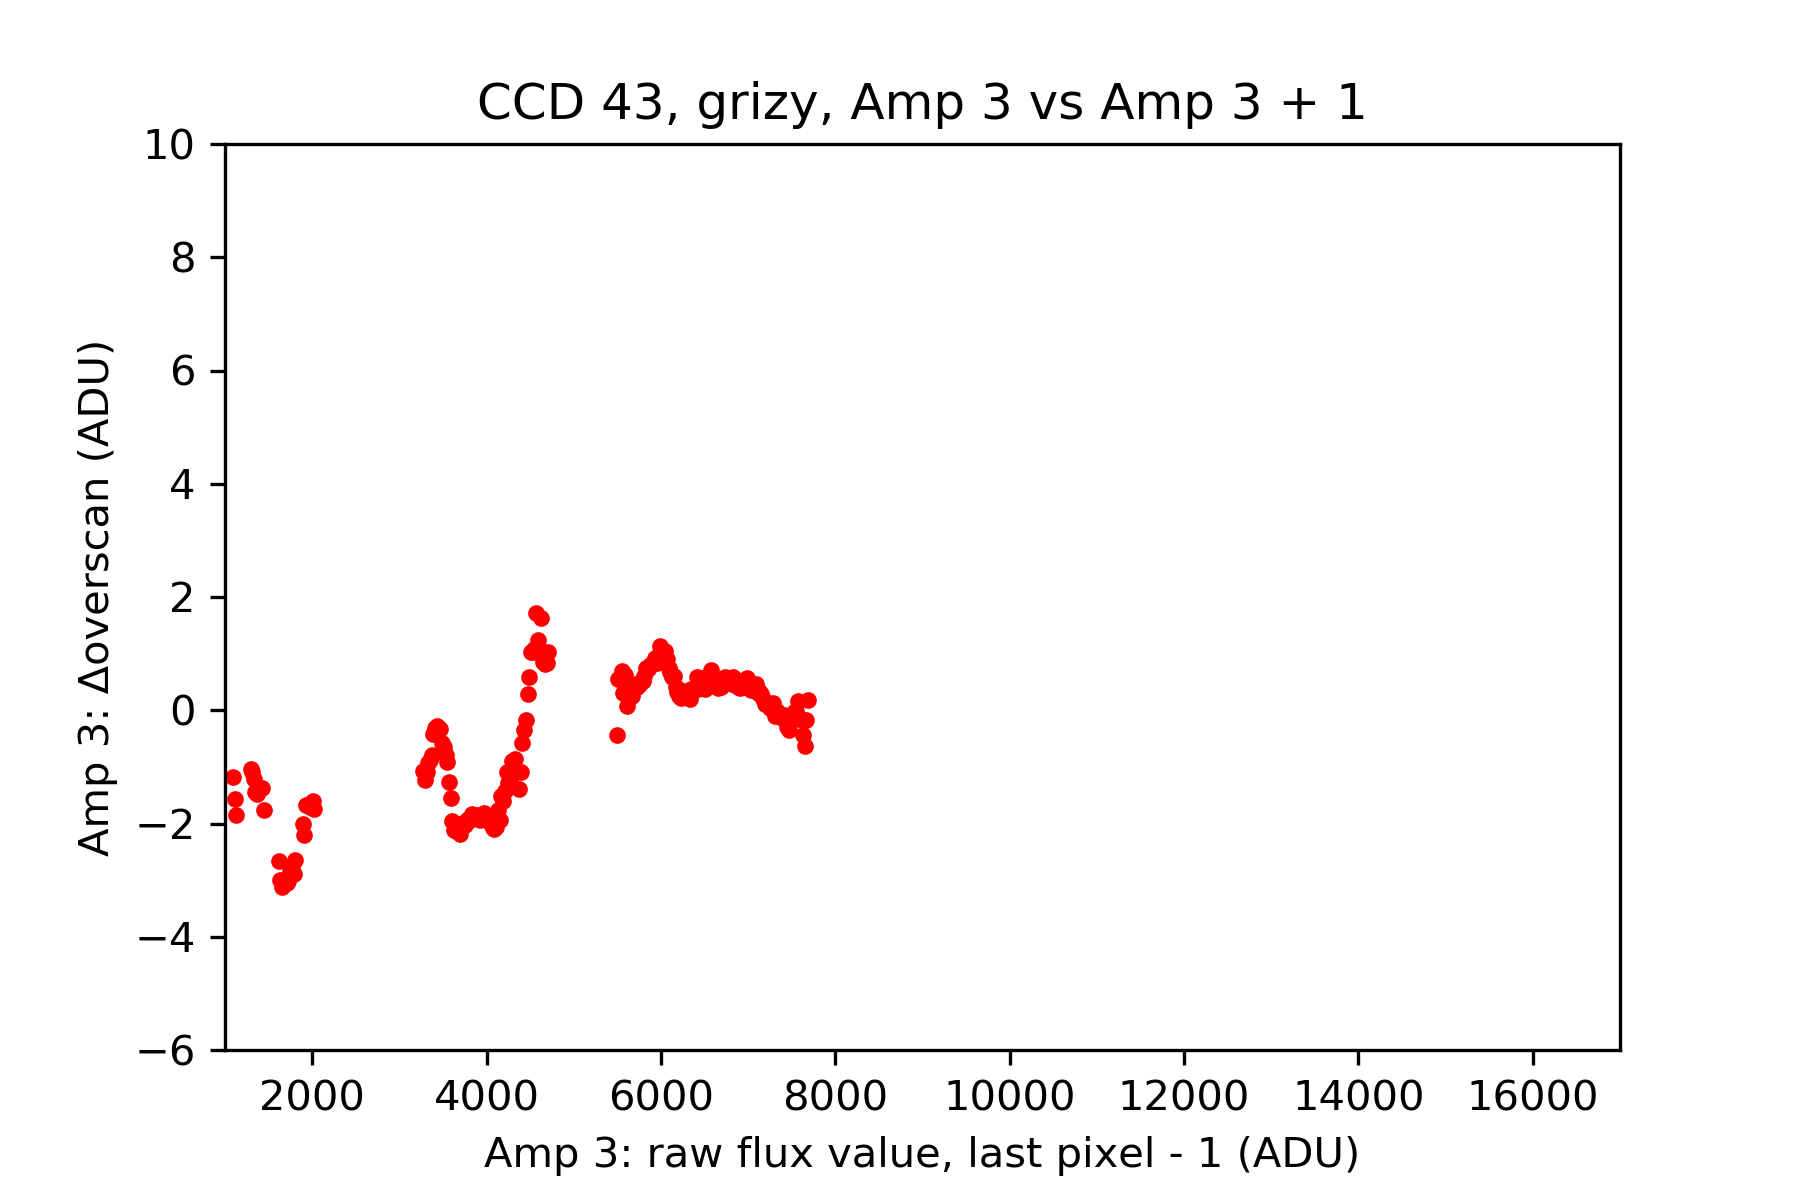 CCD 43, grizy, Amp 3 vs Amp 3 + 1
10
8
6
4
2
0
−2
−4
−6
Amp 3: Δoverscan (ADU)
2000 4000 6000 8000 10000 12000 14000 16000
Amp 3: raw flux value, last pixel - 1 (ADU)